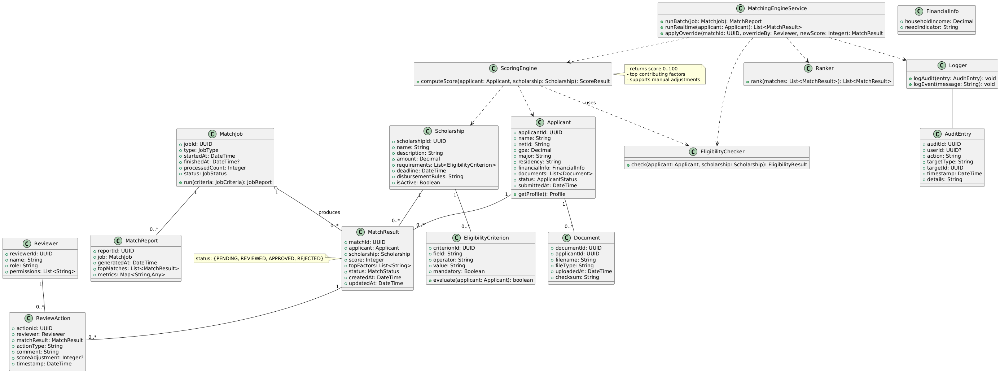 MatchingEngineService
runBatch(job: MatchJob): MatchReport
runRealtime(applicant: Applicant): List<MatchResult>
applyOverride(matchId: UUID, overrideBy: Reviewer, newScore: Integer): MatchResult
FinancialInfo
householdIncome: Decimal
needIndicator: String
ScoringEngine
computeScore(applicant: Applicant, scholarship: Scholarship): ScoreResult
- returns score 0..100
- top contributing factors
- supports manual adjustments
Ranker
rank(matches: List<MatchResult>): List<MatchResult>
Logger
logAudit(entry: AuditEntry): void
logEvent(message: String): void
uses
MatchJob
jobId: UUID
type: JobType
startedAt: DateTime
finishedAt: DateTime?
processedCount: Integer
status: JobStatus
run(criteria: JobCriteria): JobReport
Scholarship
scholarshipId: UUID
name: String
description: String
amount: Decimal
requirements: List<EligibilityCriterion>
deadline: DateTime
disbursementRules: String
isActive: Boolean
Applicant
applicantId: UUID
name: String
netId: String
gpa: Decimal
major: String
residency: String
financialInfo: FinancialInfo
documents: List<Document>
status: ApplicantStatus
submittedAt: DateTime
getProfile(): Profile
EligibilityChecker
check(applicant: Applicant, scholarship: Scholarship): EligibilityResult
AuditEntry
auditId: UUID
userId: UUID?
action: String
targetType: String
targetId: UUID
timestamp: DateTime
details: String
1
1
1
1
1
1
produces
0..*
0..*
0..*
0..*
0..*
0..*
Reviewer
reviewerId: UUID
name: String
role: String
permissions: List<String>
MatchReport
reportId: UUID
job: MatchJob
generatedAt: DateTime
topMatches: List<MatchResult>
metrics: Map<String,Any>
status: {PENDING, REVIEWED, APPROVED, REJECTED}
MatchResult
matchId: UUID
applicant: Applicant
scholarship: Scholarship
score: Integer
topFactors: List<String>
status: MatchStatus
createdAt: DateTime
updatedAt: DateTime
EligibilityCriterion
criterionId: UUID
field: String
operator: String
value: String
mandatory: Boolean
evaluate(applicant: Applicant): boolean
Document
documentId: UUID
applicantId: UUID
filename: String
fileType: String
uploadedAt: DateTime
checksum: String
1
1
0..*
0..*
ReviewAction
actionId: UUID
reviewer: Reviewer
matchResult: MatchResult
actionType: String
comment: String
scoreAdjustment: Integer?
timestamp: DateTime